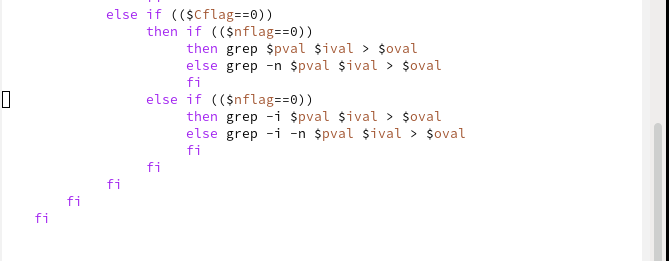 else if (($Cflag==0))
then if (($nflag==0))
then grep $pval $ival > $oval
else grep -n $pval $ival > $oval
fi
else if (($nflag==0))
then grep -i $pval $ival > $oval
else grep -i -n $pval $ival > $oval
fi
fi
fi
fi
fi